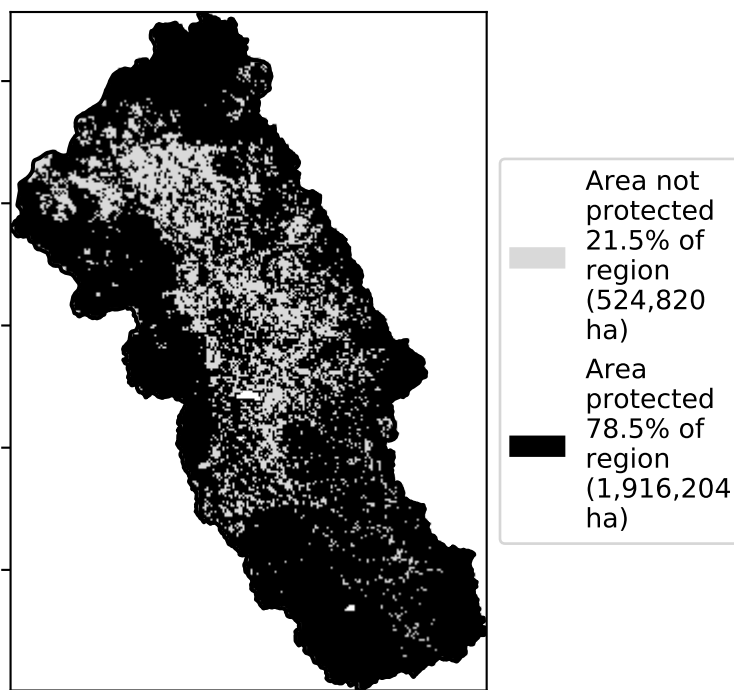 Area not
protected
21.5% of
region
(524,820
ha)
Area
protected
78.5% of
region
(1,916,204
ha)